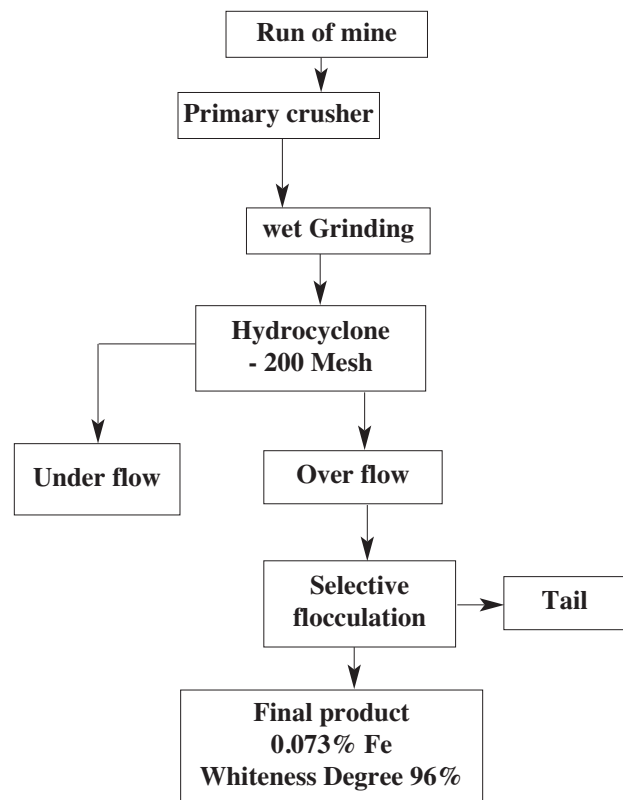 Run of mine
Primary crusher
wet Grinding
Hydrocyclone
- 200 Mesh
Under flow
Over flow
Selective
flocculation
Tail
Final product
0.073% Fe
Whiteness Degree 96%